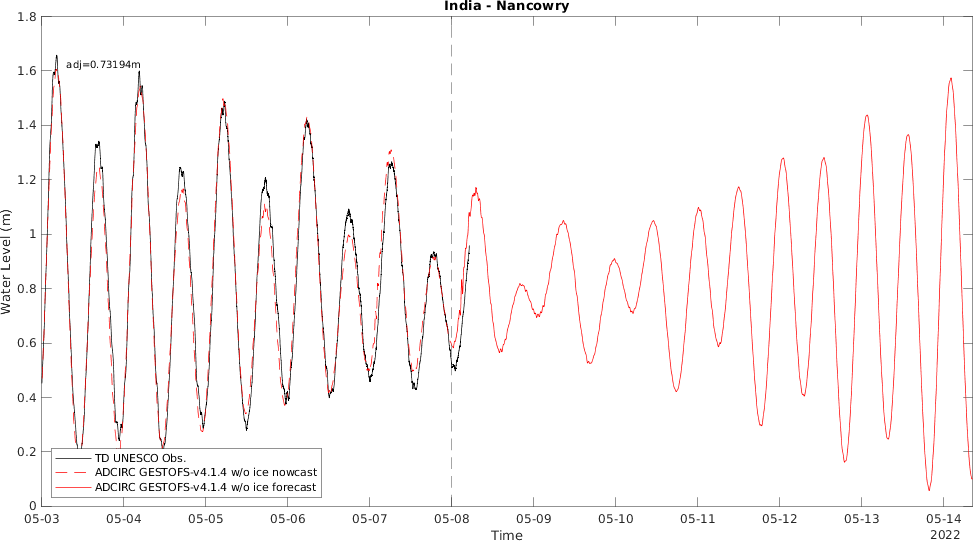 India - Nancowry
1.8
1.6
1.4
1.2
1
0.8
0.6
0.4
0.2
0
Water Level (m)
adj=0.73194m
TD UNESCO Obs.
ADCIRC GESTOFS-v4.1.4 w/o ice nowcast
ADCIRC GESTOFS-v4.1.4 w/o ice forecast
05-03 05-04 05-05 05-06 05-07 05-08 05-09 05-10 05-11 05-12 05-13 05-14
2022
Time